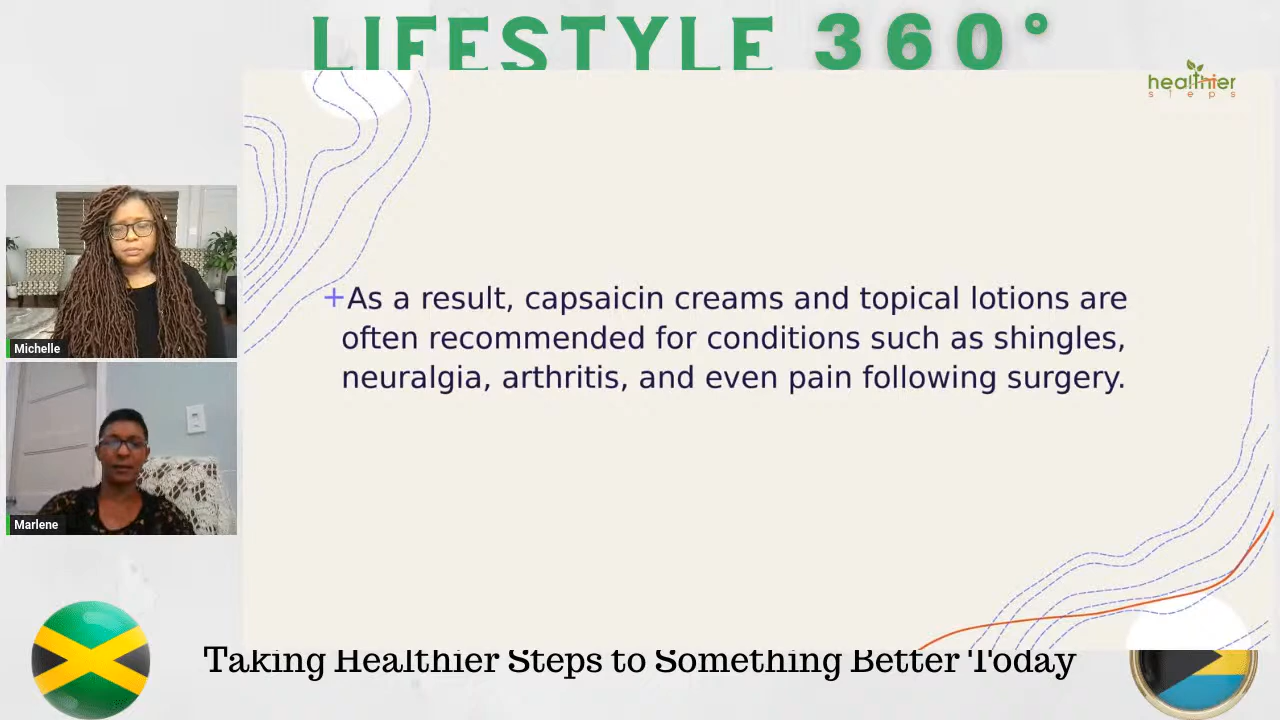 LIFESTYLE 360°
healthier
steps
+As a result, capsaicin creams and topical lotions are
often recommended for conditions such as shingles,
neuralgia, arthritis, and even pain following surgery.
Michelle
Marlene
Taking Healthier Steps to Something Better Today